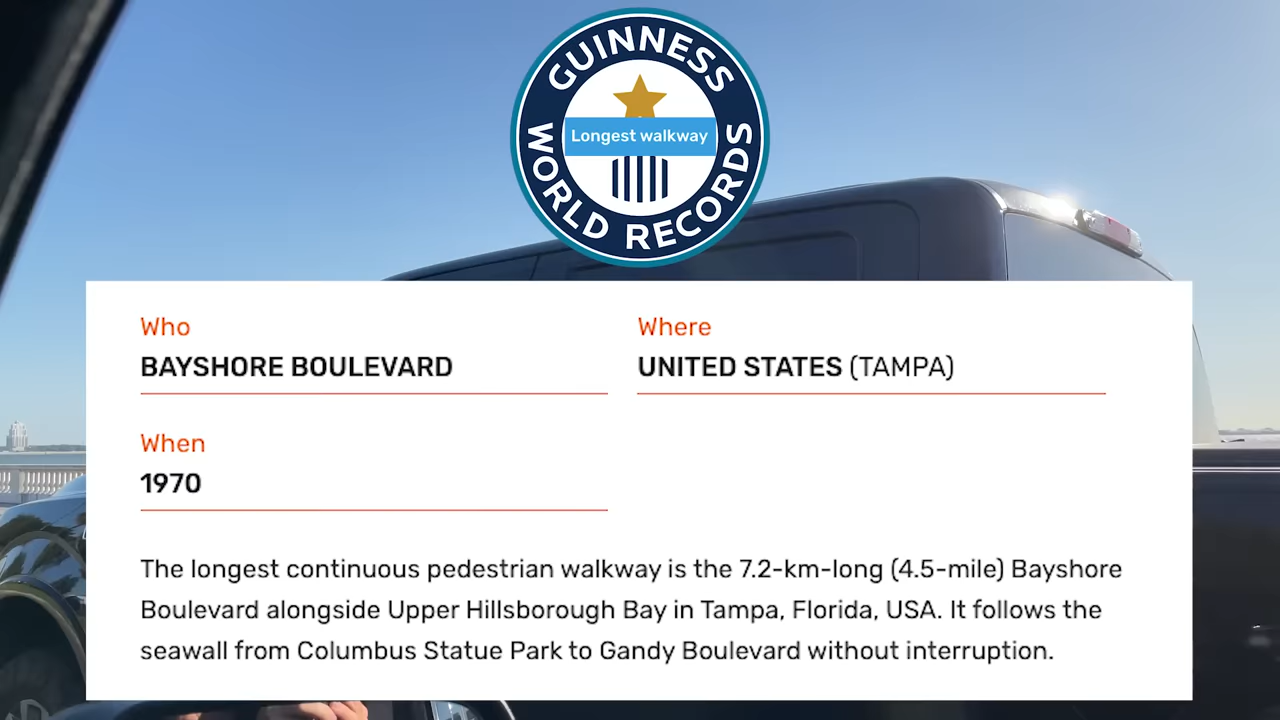 GUINNESS
Longest walkway
WORLD RECORDS
Who
BAYSHORE BOULEVARD
Where
UNITED STATES (TAMPA)
When
1970
The longest continuous pedestrian walkway is the 7.2-km-long (4.5-mile) Bayshore
Boulevard alongside Upper Hillsborough Bay in Tampa, Florida, USA. It follows the
seawall from Columbus Statue Park to Gandy Boulevard without interruption.